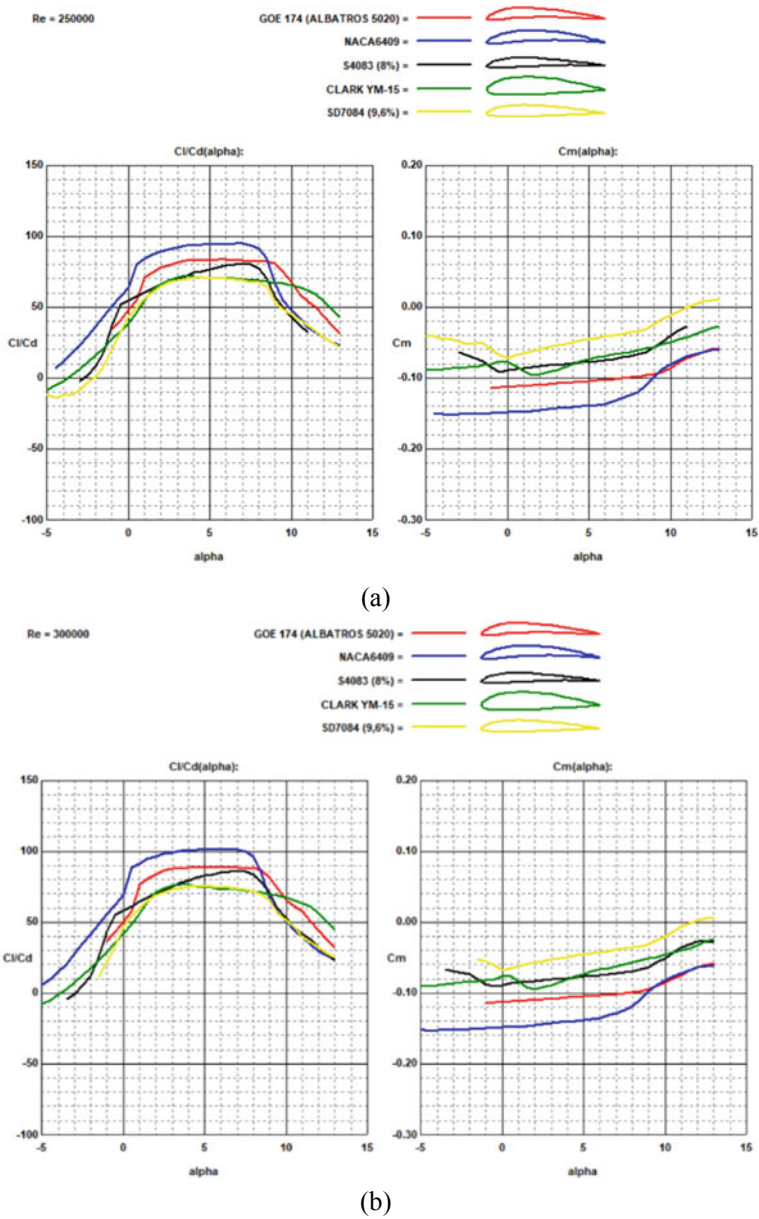 Re = 250000
GOE 174 (ALBATROS 5020) =
NACA6409 =
S4083 (8%) =
CLARK YM-15 =
SD7084 (9,6%) =
Cl/Cd(alpha):
150
100
50
Cl/Cd
0
-50
-100
-5 0 5 10 15
alpha
Cm(alpha):
0.20
0.10
0.00
Cm
-0.10
-0.20
-0.30
-5 0 5 10 15
alpha
(a)
Re = 300000
GOE 174 (ALBATROS 5020) =
NACA6409 =
S4083 (8%) =
CLARK YM-15 =
SD7084 (9,6%) =
Cl/Cd(alpha):
150
100
50
Cl/Cd
0
-50
-100
-5 0 5 10 15
alpha
Cm(alpha):
0.20
0.10
0.00
Cm
-0.10
-0.20
-0.30
-5 0 5 10 15
alpha
(b)